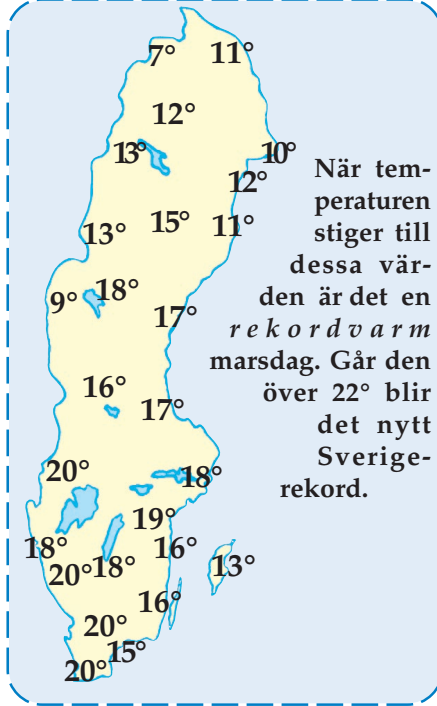 7° 11°
12°
13° 10°
12°
13° 15° 11°
9° 18°
17°
16°
17°
20°
18°
19°
18° 16°
20° 18° 13°
16°
20°
15°
20°
När tem-
peraturen
stiger till
dessa vär-
den är det en
rekordvarm
marsdag. Går den
över 22° blir
det nytt
Sverige-
rekord.